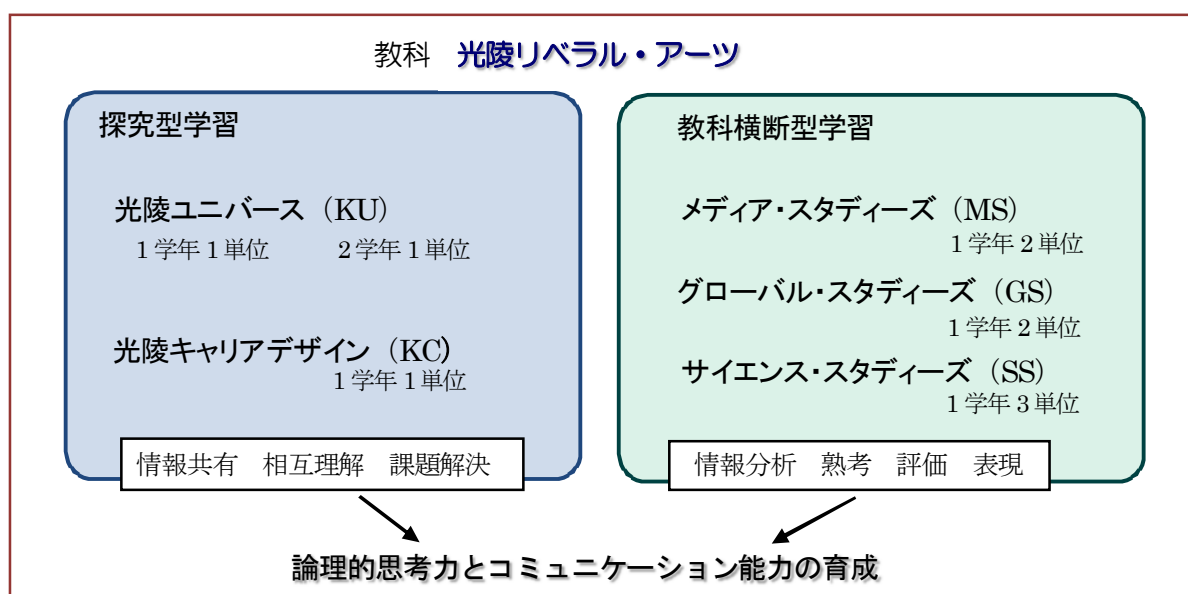 教科 光陵リベラル・アーツ
探究型学習
光陵ユニバース（KU）
1学年1単位 2学年1単位
光陵キャリアデザイン（KC）
1学年1単位
情報共有 相互理解 課題解決
教科横断型学習
メディア・スタディーズ（MS）
1学年2単位
グローバル・スタディーズ（GS）
1学年2単位
サイエンス・スタディーズ（SS）
1学年3単位
情報分析 熟考 評価 表現
論理的思考力とコミュニケーション能力の育成